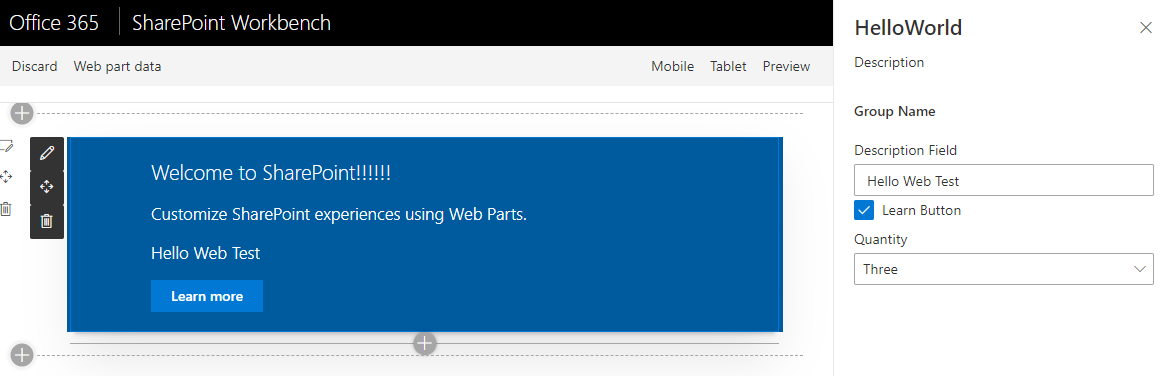 Office 365 SharePoint Workbench
Discard Web part data Mobile Tablet Preview
Welcome to SharePoint!!!!!!
Customize SharePoint experiences using Web Parts.
Hello Web Test
Learn more
HelloWorld
Description
Group Name
Description Field
Hello Web Test
Learn Button
Quantity
Three